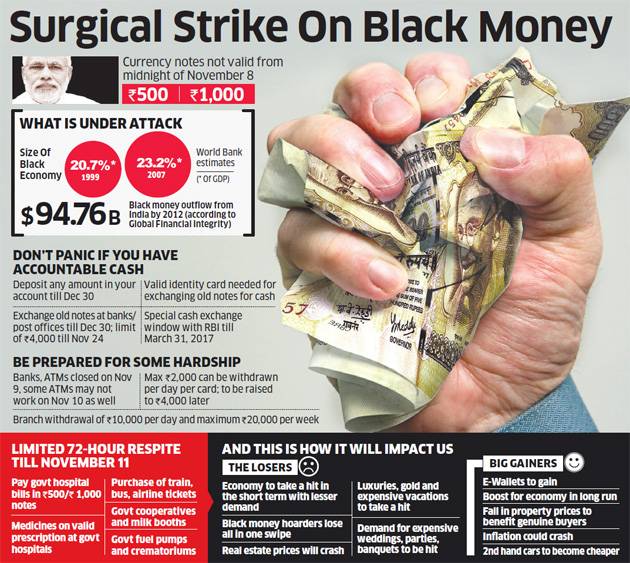 Surgical Strike On Black Money
Currency notes not valid from
midnight of November 8
₹500 | ₹1,000
WHAT IS UNDER ATTACK
Size Of
Black
Economy
20.7%*
1999
23.2%*
2007
World Bank
estimates
(* Of GDP)
$94.76 B
Black money outflow from
India by 2012 (according to
Global Financial Integrity)
DON'T PANIC IF YOU HAVE
ACCOUNTABLE CASH
Deposit any amount in your
account till Dec 30
Valid identity card needed for
exchanging old notes for cash
Exchange old notes at banks/
post offices till Dec 30; limit
of ₹4,000 till Nov 24
Special cash exchange
window with RBI till
March 31, 2017
BE PREPARED FOR SOME HARDSHIP
Banks, ATMs closed on Nov
9, some ATMs may not
work on Nov 10 as well
Max ₹2,000 can be withdrawn
per day per card; to be raised
to ₹4,000 later
Branch withdrawal of ₹10,000 per day and maximum ₹20,000 per week
LIMITED 72-HOUR RESPITE
TILL NOVEMBER 11
Pay govt hospital
bills in ₹500/₹ 1,000
notes
Medicines on valid
prescription at govt
hospitals
Purchase of train,
bus, airline tickets
Govt cooperatives
and milk booths
Govt fuel pumps
and crematoriums
AND THIS IS HOW IT WILL IMPACT US
THE LOSERS
Economy to take a hit in
the short term with lesser
demand
Black money hoarders lose
all in one swipe
Real estate prices will crash
Luxuries, gold and
expensive vacations
to take a hit
Demand for expensive
weddings, parties,
banquets to be hit
BIG GAINERS
E-Wallets to gain
Boost for economy in long run
Fall in property prices to
benefit genuine buyers
Inflation could crash
2nd hand cars to become cheaper
57
GOVERNOR